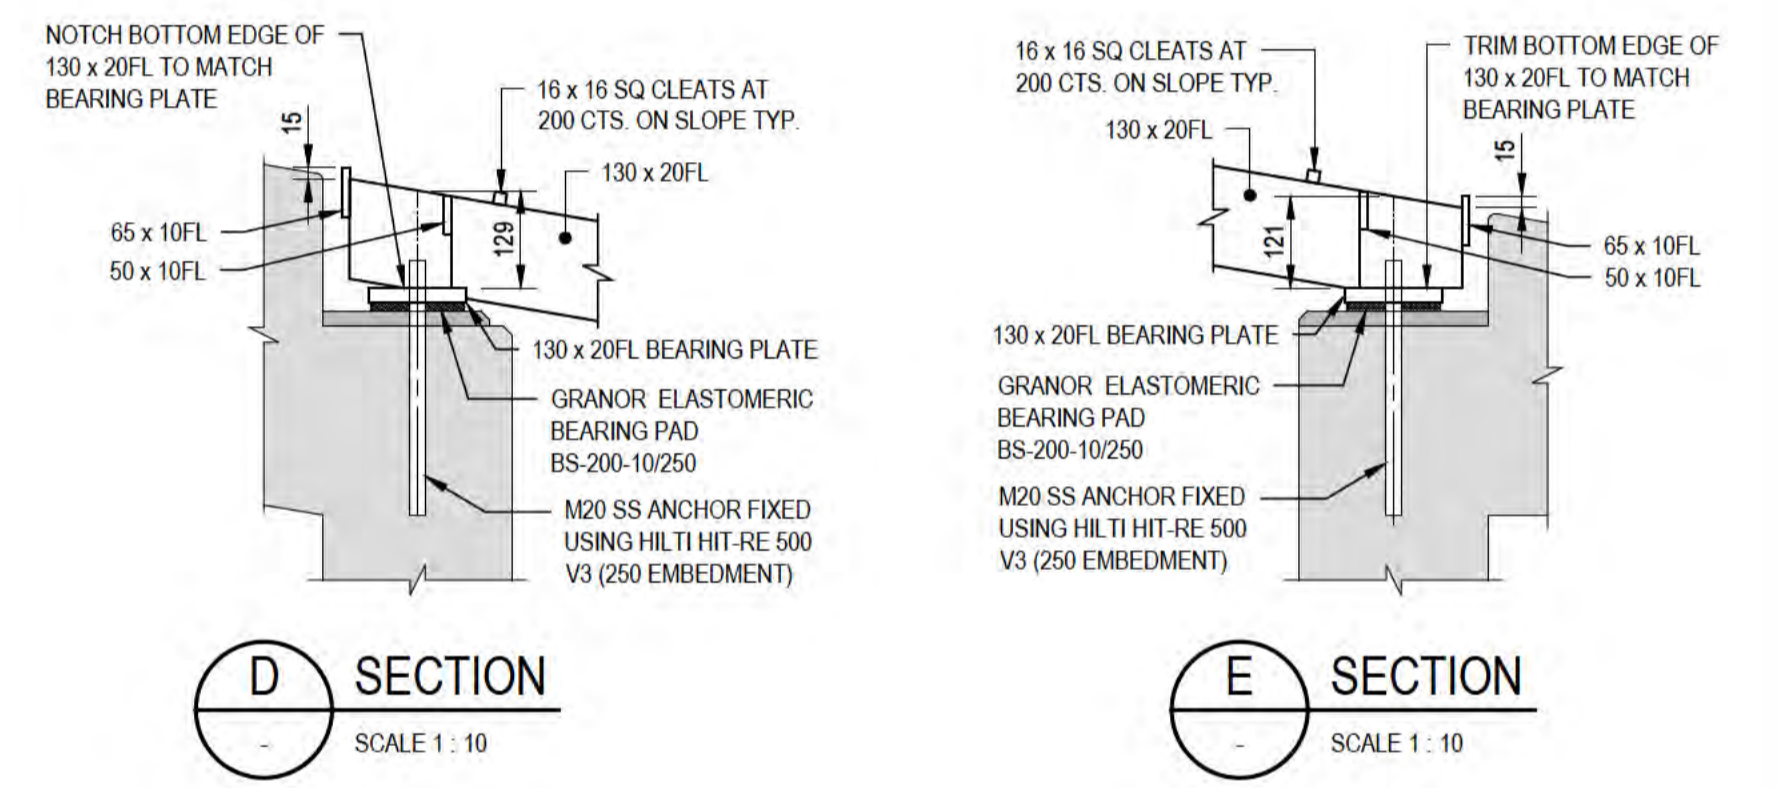 NOTCH BOTTOM EDGE OF
130 x 20FL TO MATCH
BEARING PLATE
15
16 x 16 SQ CLEATS AT
200 CTS. ON SLOPE TYP.
130 x 20FL
65 x 10FL
50 x 10FL
129
130 x 20FL BEARING PLATE
GRANOR ELASTOMERIC
BEARING PAD
BS-200-10/250
M20 SS ANCHOR FIXED
USING HILTI HIT-RE 500
V3 (250 EMBEDMENT)
D
SECTION
-
SCALE 1 : 10
16 x 16 SQ CLEATS AT
200 CTS. ON SLOPE TYP.
130 x 20FL
TRIM BOTTOM EDGE OF
130 x 20FL TO MATCH
BEARING PLATE
15
121
65 x 10FL
50 x 10FL
130 x 20FL BEARING PLATE
GRANOR ELASTOMERIC
BEARING PAD
BS-200-10/250
M20 SS ANCHOR FIXED
USING HILTI HIT-RE 500
V3 (250 EMBEDMENT)
E
SECTION
-
SCALE 1 : 10